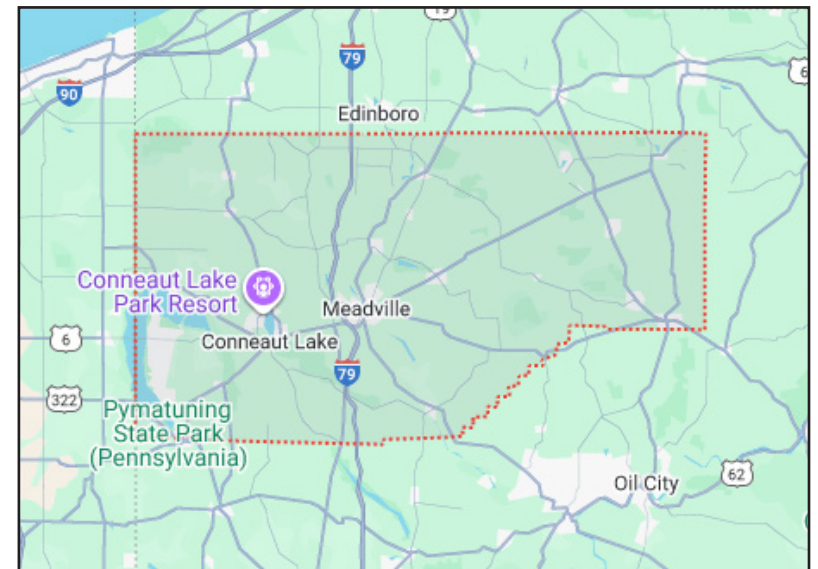 19
79
6
90
Edinboro
Conneaut Lake
Park Resort
Meadville
6
Conneaut Lake
79
322
Pymatuning
State Park
(Pennsylvania)
62
Oil City